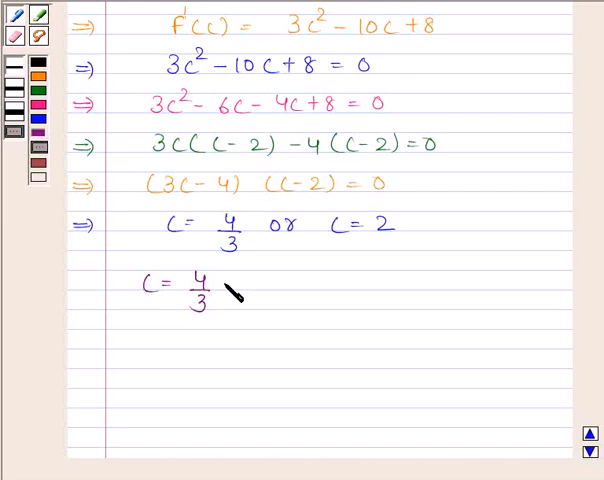 ⇒ f'(c) = 3c² - 10c + 8
⇒ 3c² - 10c + 8 = 0
⇒ 3c² - 6c - 4c + 8 = 0
⇒ 3c(c - 2) - 4(c - 2) = 0
⇒ (3c - 4) (c - 2) = 0
⇒ c = 4/3 or c = 2
c = 4/3